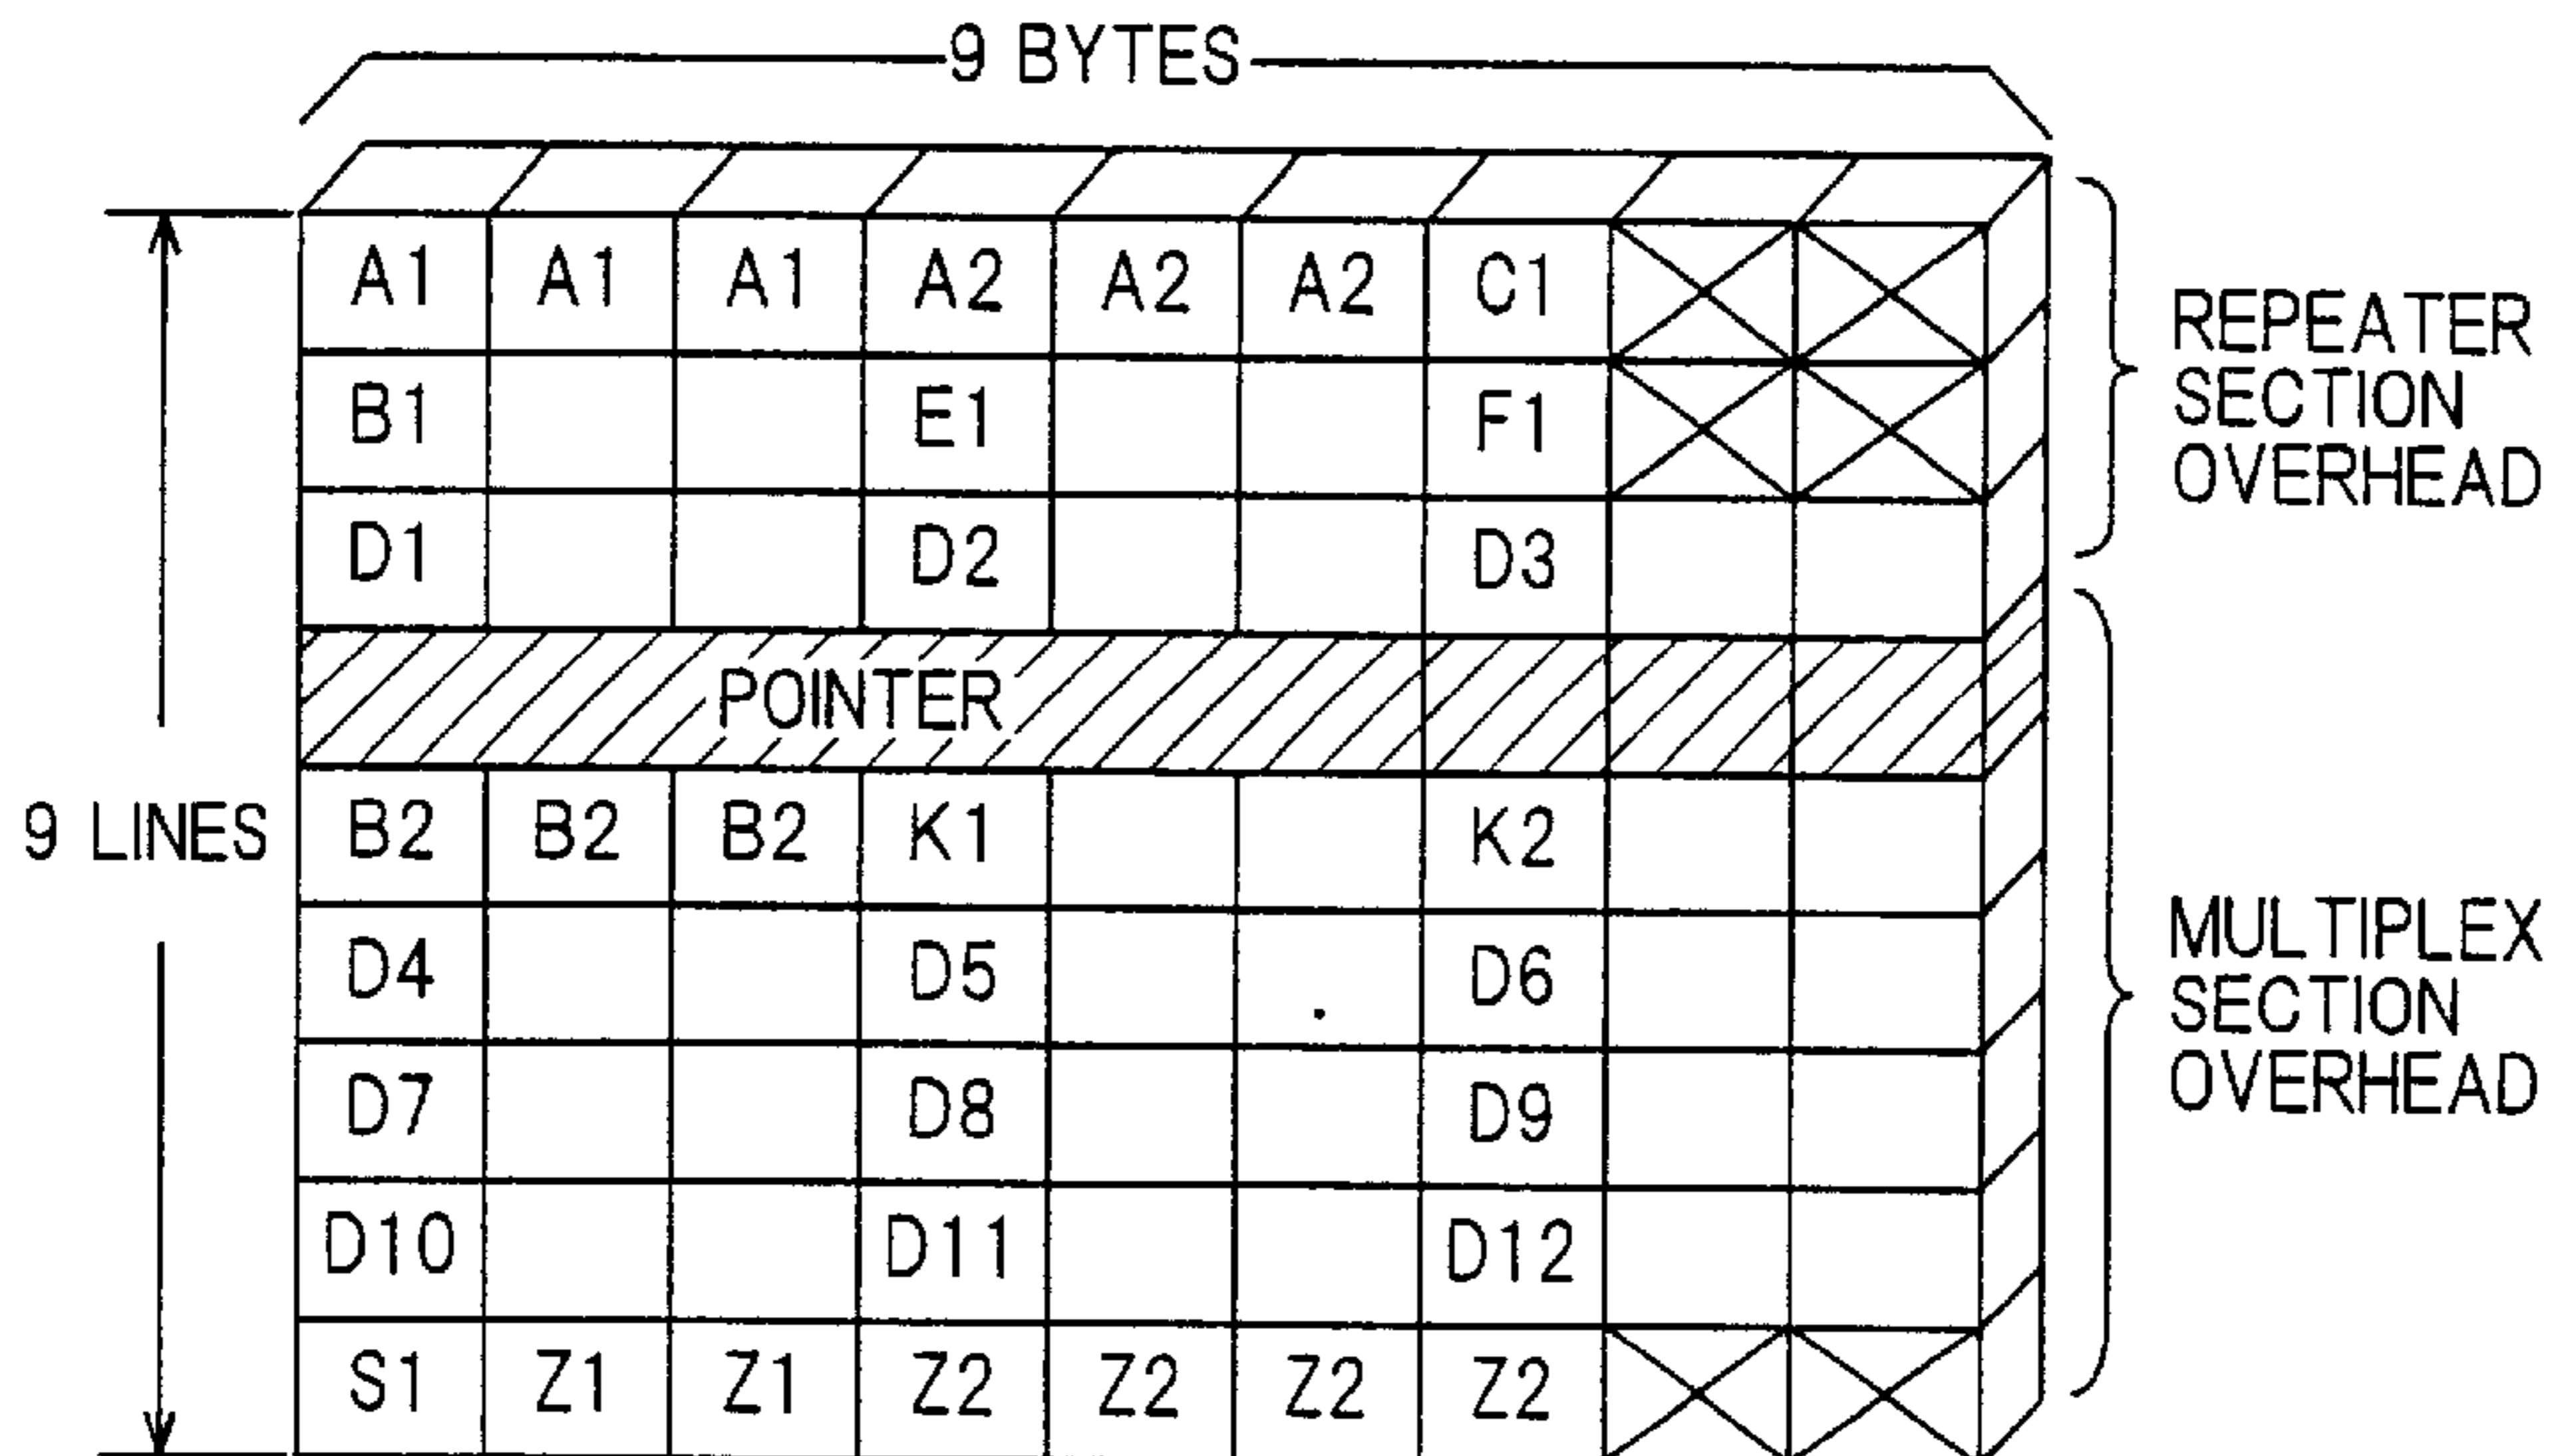 9 BYTES
A1 A1 A1 A2 A2 A2 C1
B1 E1 F1
D1 D2 D3
REPEATER
SECTION
OVERHEAD
POINTER
9 LINES
B2 B2 B2 K1 K2
D4 D5 D6
D7 D8 D9
D10 D11 D12
S1 Z1 Z1 Z2 Z2 Z2 Z2
MULTIPLEX
SECTION
OVERHEAD